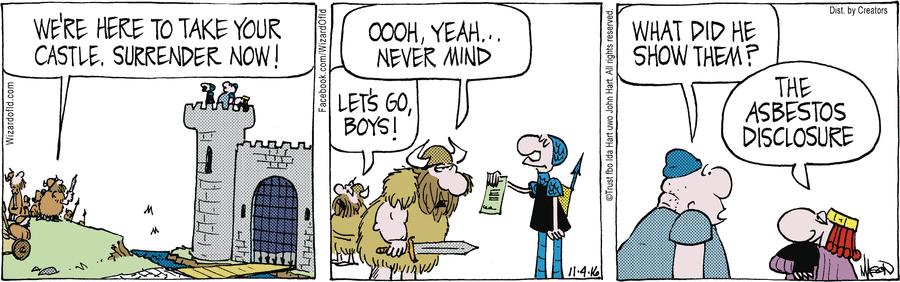 WE'RE HERE TO TAKE YOUR
CASTLE. SURRENDER NOW!
Wizardofid.com
Facebook.com/WizardOfId
OOOH, YEAH...
NEVER MIND
LET'S GO,
BOYS!
11-4-16
©Trust fbo Ida Hart uwo John Hart. All rights reserved.
Dist. by Creators
WHAT DID HE
SHOW THEM?
THE
ASBESTOS
DISCLOSURE
MASON